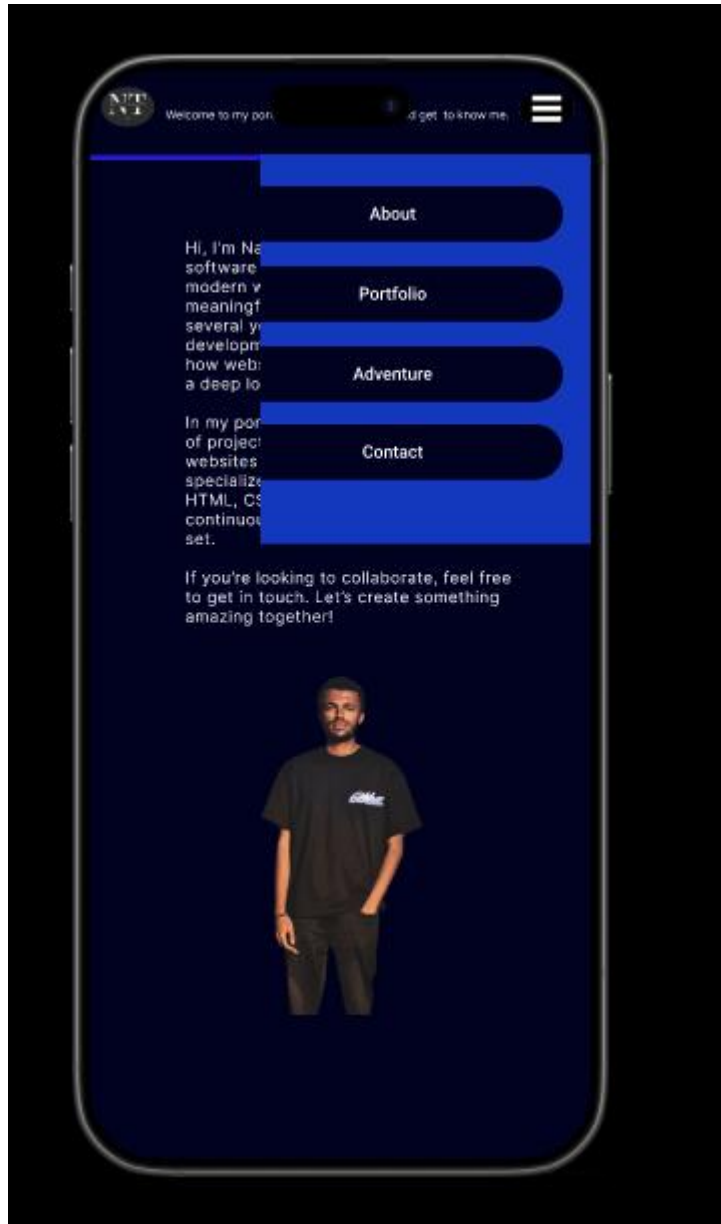 NT
Welcome to my por d get to know me,
About
Portfolio
Adventure
Contact
Hi, I'm Na
software
modern w
meaningf
several y
developm
how webs
a deep lo
In my por
of project
websites
specialize
HTML, CS
continuou
set.
If you're looking to collaborate, feel free
to get in touch. Let's create something
amazing together!